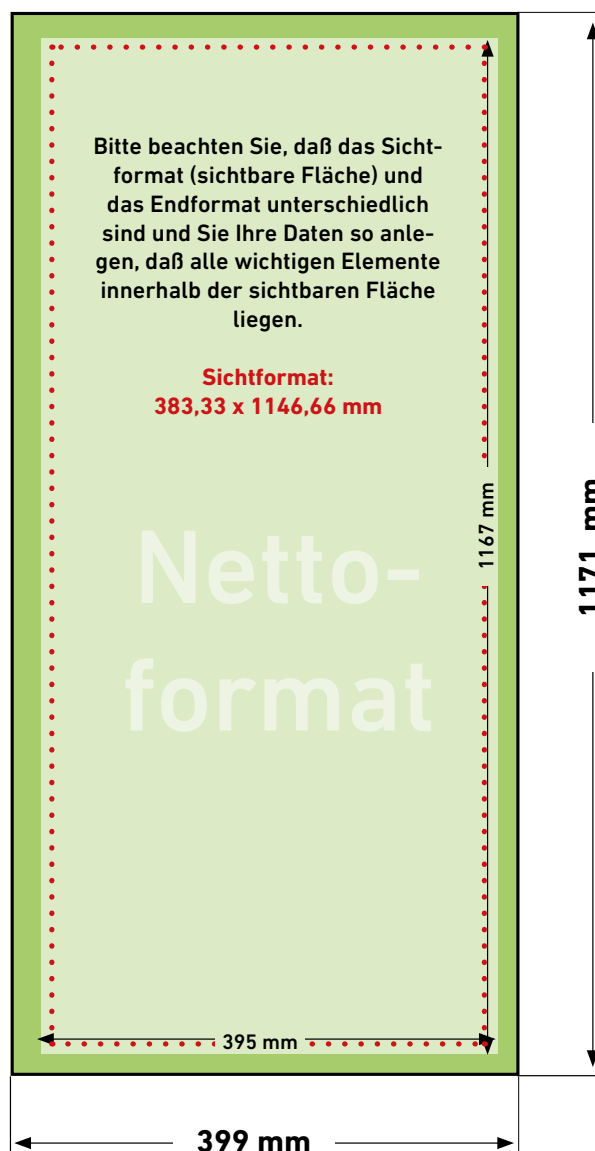 Bitte beachten Sie, daß das Sicht-
format (sichtbare Fläche) und
das Endformat unterschiedlich
sind und Sie Ihre Daten so anle-
gen, daß alle wichtigen Elemente
innerhalb der sichtbaren Fläche
liegen.
Sichtformat:
383,33 x 1146,66 mm
1167 mm
1171 mm
Netto-
format
395 mm
399 mm